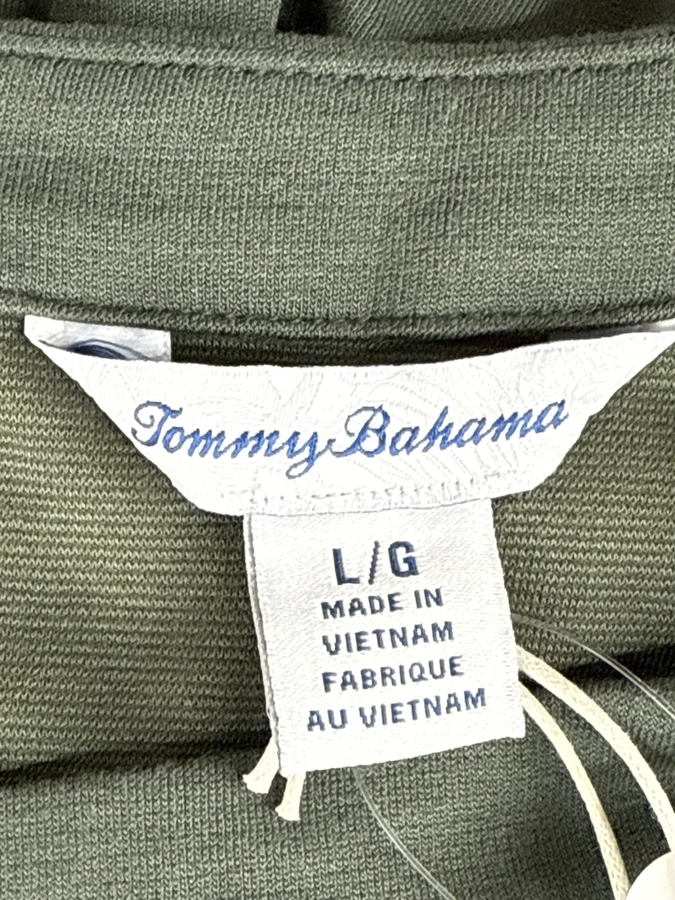 Tommy Bahama
L/G
MADE IN
VIETNAM
FABRIQUE
AU VIETNAM